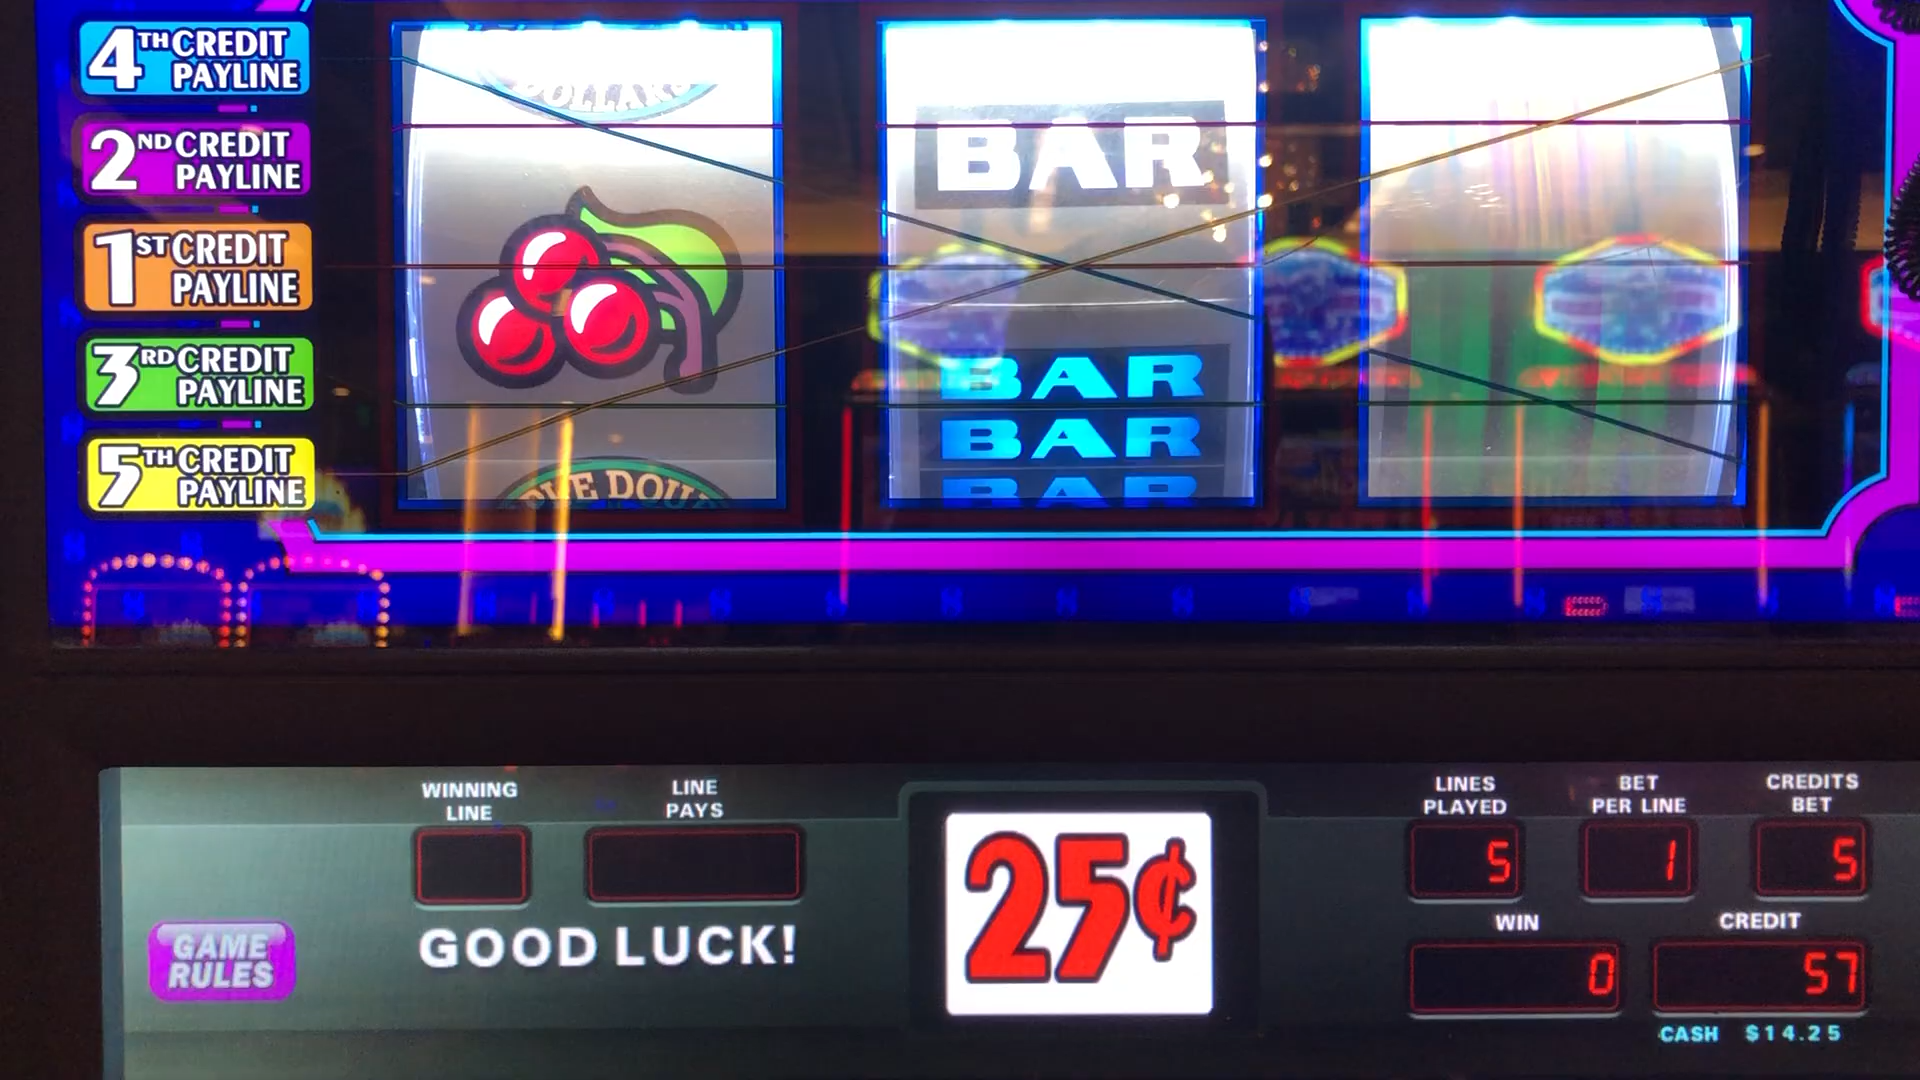 4TH CREDIT
PAYLINE
2ND CREDIT
PAYLINE
1ST CREDIT
PAYLINE
3RD CREDIT
PAYLINE
5TH CREDIT
PAYLINE
DOLLARS
BAR
BAR
BAR
BAR
WINNING
LINE
LINE
PAYS
GOOD LUCK!
GAME
RULES
25¢
LINES
PLAYED
5
BET
PER LINE
1
CREDITS
BET
5
WIN
0
CREDIT
57
CASH $14.25